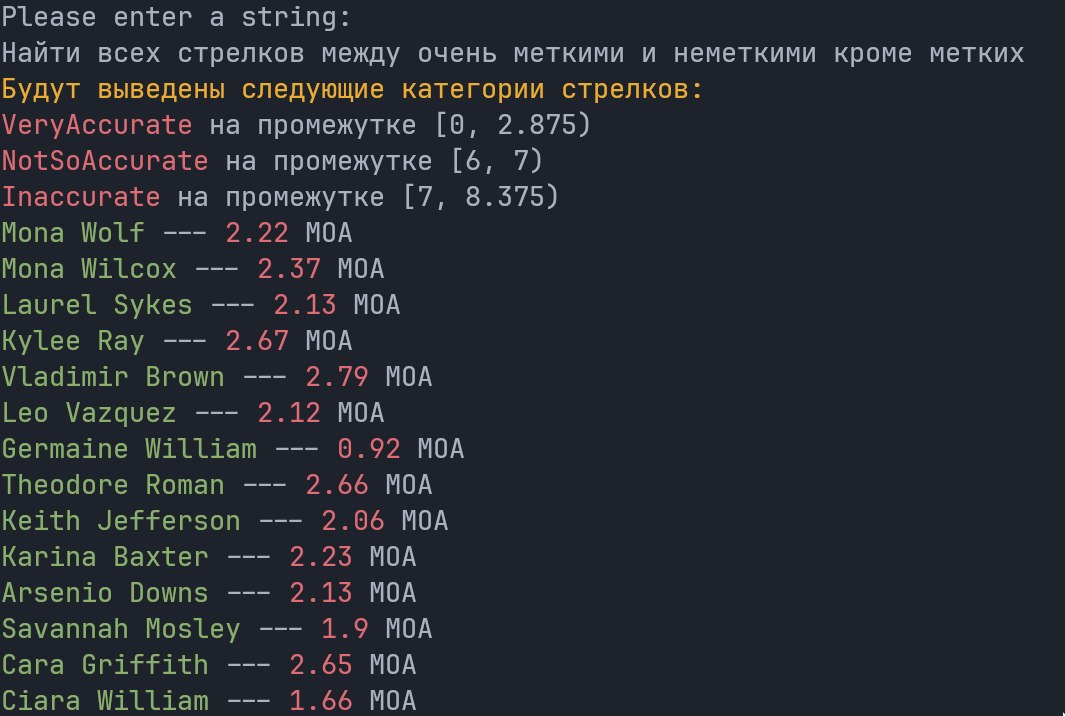 Please enter a string:
Найти всех стрелков между очень меткими и неметкими кроме метких
Будут выведены следующие категории стрелков:
VeryAccurate на промежутке [0, 2.875)
NotSoAccurate на промежутке [6, 7)
Inaccurate на промежутке [7, 8.375)
Mona Wolf --- 2.22 MOA
Mona Wilcox --- 2.37 MOA
Laurel Sykes --- 2.13 MOA
Kylee Ray --- 2.67 MOA
Vladimir Brown --- 2.79 MOA
Leo Vazquez --- 2.12 MOA
Germaine William --- 0.92 MOA
Theodore Roman --- 2.66 MOA
Keith Jefferson --- 2.06 MOA
Karina Baxter --- 2.23 MOA
Arsenio Downs --- 2.13 MOA
Savannah Mosley --- 1.9 MOA
Cara Griffith --- 2.65 MOA
Ciara William --- 1.66 MOA